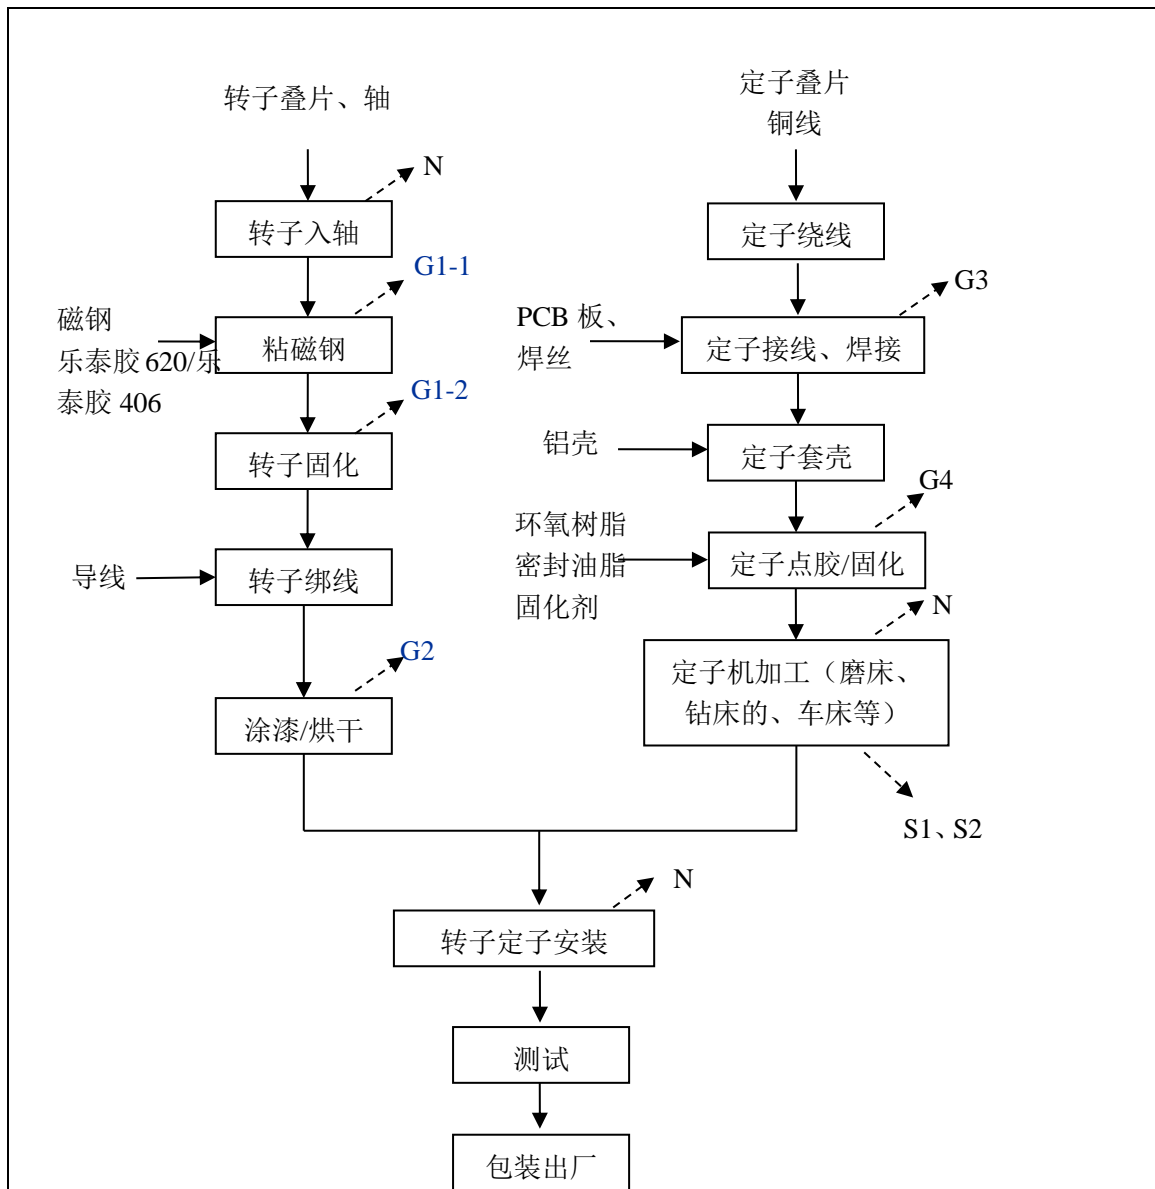 转子叠片、轴
N
转子入轴
G1-1
磁钢
乐泰胶 620/乐
泰胶 406
粘磁钢
G1-2
转子固化
导线
转子绑线
G2
涂漆/烘干
定子叠片
铜线
定子绕线
G3
PCB 板、
焊丝
定子接线、焊接
铝壳
定子套壳
G4
环氧树脂
密封油脂
固化剂
定子点胶/固化
N
定子机加工（磨床、
钻床的、车床等）
S1、S2
N
转子定子安装
测试
包装出厂